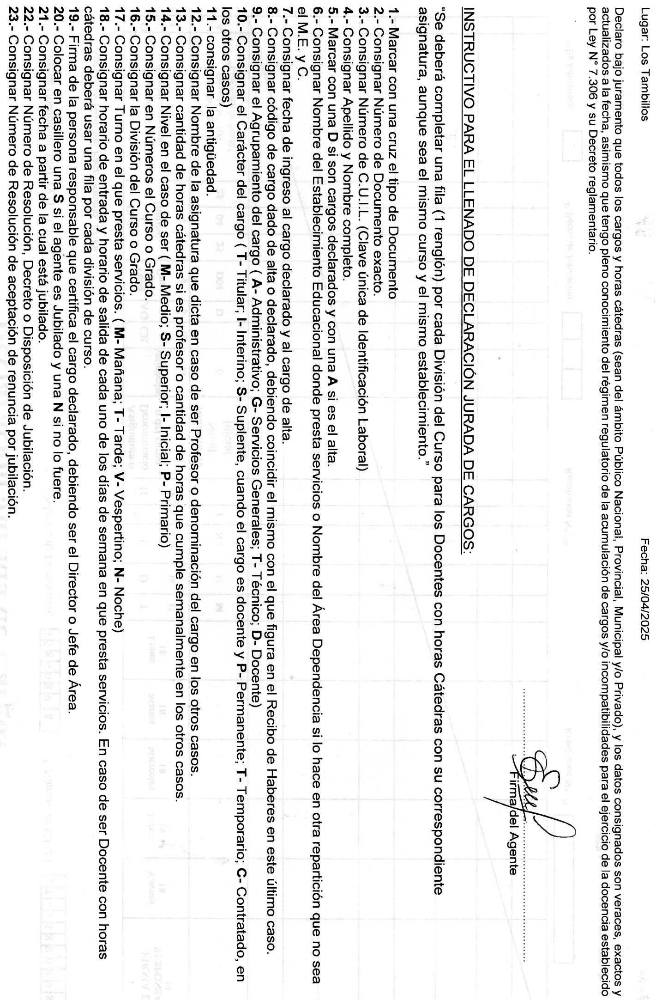 Lugar: Los Tambillos Fecha: 25/04/2025
Declaro bajo juramento que todos los cargos y horas cátedras (sean del ámbito Público Nacional, Provincial, Municipal y/o Privado), y los datos consignados son veraces, exactos y
actualizados a la fecha, asimismo que tengo pleno conocimiento del régimen regulatorio de la acumulación de cargos y/o incompatibilidades para el ejercicio de la docencia establecido
por Ley N° 7.306 y su Decreto reglamentario.
Firma del Agente
INSTRUCTIVO PARA EL LLENADO DE DECLARACIÓN JURADA DE CARGOS:
"Se deberá completar una fila (1 renglón) por cada División del Curso para los Docentes con horas Cátedras con su correspondiente
asignatura, aunque sea el mismo curso y el mismo establecimiento."
1.- Marcar con una cruz el tipo de Documento
2.- Consignar Número de Documento exacto.
3.- Consignar Número de C.U.I.L. (Clave única de Identificación Laboral)
4.- Consignar Apellido y Nombre completo.
5.- Marcar con una D si son cargos declarados y con una A si es el alta.
6.- Consignar Nombre del Establecimiento Educacional donde presta servicios o Nombre del Área Dependencia si lo hace en otra repartición que no sea
el M.E. y C.
7.- Consignar fecha de ingreso al cargo declarado y al cargo de alta.
8.- Consignar código de cargo dado de alta o declarado, debiendo coincidir el mismo con el que figura en el Recibo de Haberes en este último caso.
9.- Consignar el Agrupamiento del cargo ( A- Administrativo; G- Servicios Generales; T- Técnico; D- Docente)
10.- Consignar el Carácter del cargo ( T- Titular; I- Interino; S- Suplente, cuando el cargo es docente y P- Permanente; T- Temporario; C- Contratado, en
los otros casos)
11.- consignar la antigüedad.
12.- Consignar Nombre de la asignatura que dicta en caso de ser Profesor o denominación del cargo en los otros casos.
13.- Consignar cantidad de horas cátedras si es profesor o cantidad de horas que cumple semanalmente en los otros casos.
14.- Consignar Nivel en el caso de ser ( M- Medio; S- Superior; I- Inicial; P- Primario)
15.- Consignar en Números el Curso o Grado.
16.- Consignar la División del Curso o Grado.
17.- Consignar Turno en el que presta servicios. ( M- Mañana; T- Tarde; V- Vespertino; N- Noche)
18.- Consignar horario de entrada y horario de salida de cada uno de los días de semana en que presta servicios. En caso de ser Docente con horas
cátedras deberá usar una fila por cada división de curso.
19.- Firma de la persona responsable que certifica el cargo declarado, debiendo ser el Director o Jefe de Área.
20.- Colocar en casillero una S si el agente es Jubilado y una N si no lo fuere.
21.- Consignar fecha a partir de la cual está jubilado.
22.- Consignar Número de Resolución, Decreto o Disposición de Jubilación.
23.- Consignar Número de Resolución de aceptación de renuncia por jubilación.